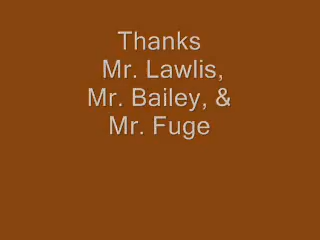 Thanks
Mr. Lawlis,
Mr. Bailey, &
Mr. Fuge